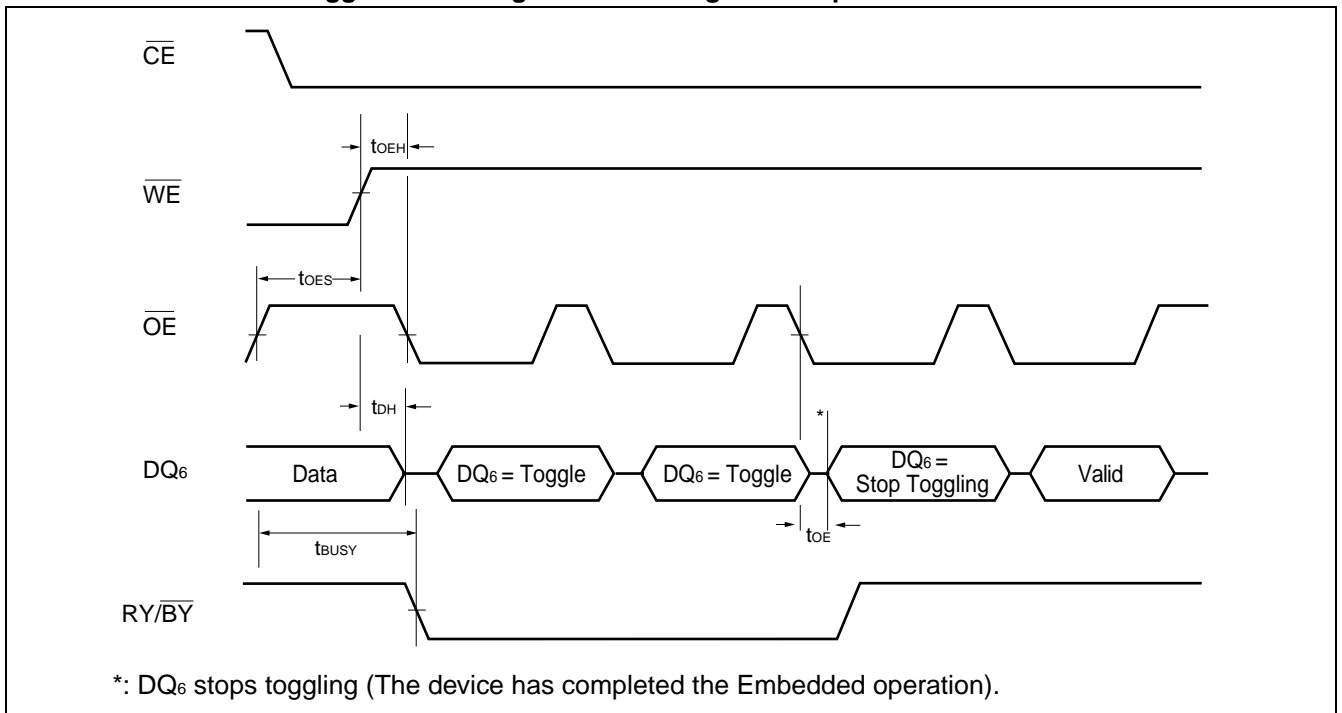 CE
tOEH
WE
tOES
OE
tDH
*
DQ6
Data
DQ6 = Toggle
DQ6 = Toggle
DQ6 =
Stop Toggling
Valid
tOE
tBUSY
RY/BY
*: DQ6 stops toggling (The device has completed the Embedded operation).